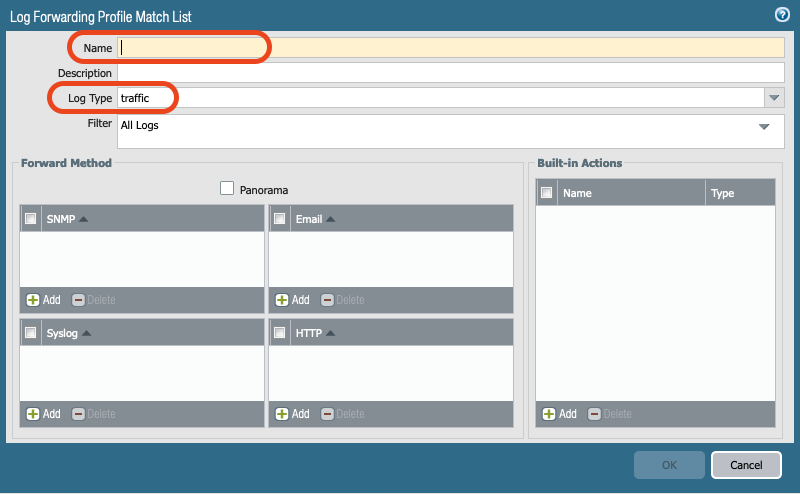 Log Forwarding Profile Match List
?
Name
Description
Log Type traffic
Filter All Logs
Forward Method
Panorama
SNMP
Add Delete
Email
Add Delete
Syslog
Add Delete
HTTP
Add Delete
Built-in Actions
Name Type
Add Delete
OK Cancel